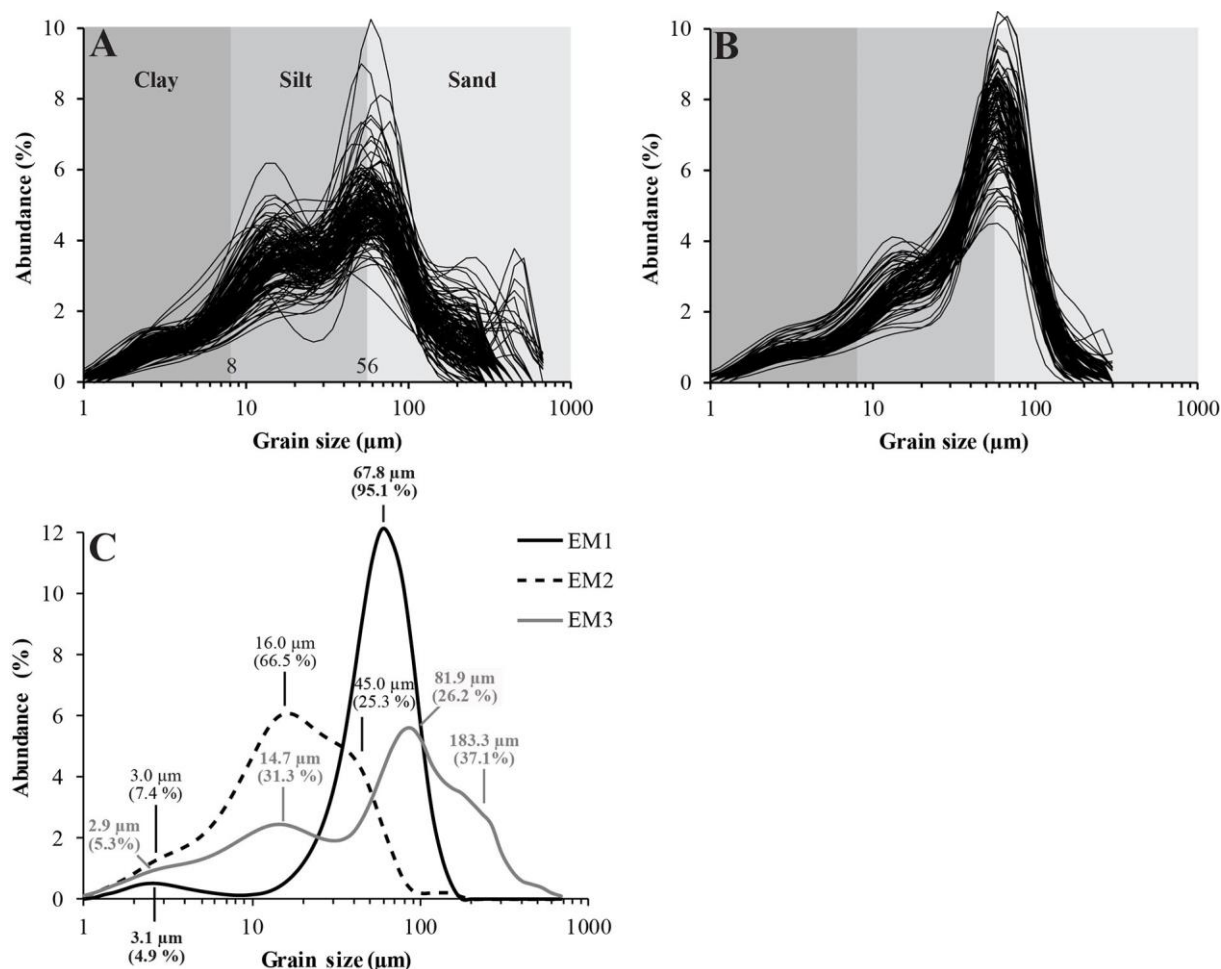 A
Clay
Silt
Sand
Abundance (%)
10
8
6
4
2
0
8
56
1
10
100
1000
Grain size (µm)
B
Abundance (%)
10
8
6
4
2
0
1
10
100
1000
Grain size (µm)
C
67.8 µm
(95.1 %)
EM1
EM2
EM3
16.0 µm
(66.5 %)
45.0 µm
(25.3 %)
81.9 µm
(26.2 %)
183.3 µm
(37.1%)
14.7 µm
(31.3 %)
3.0 µm
(7.4 %)
2.9 µm
(5.3%)
3.1 µm
(4.9 %)
Abundance (%)
12
10
8
6
4
2
0
1
10
100
1000
Grain size (µm)